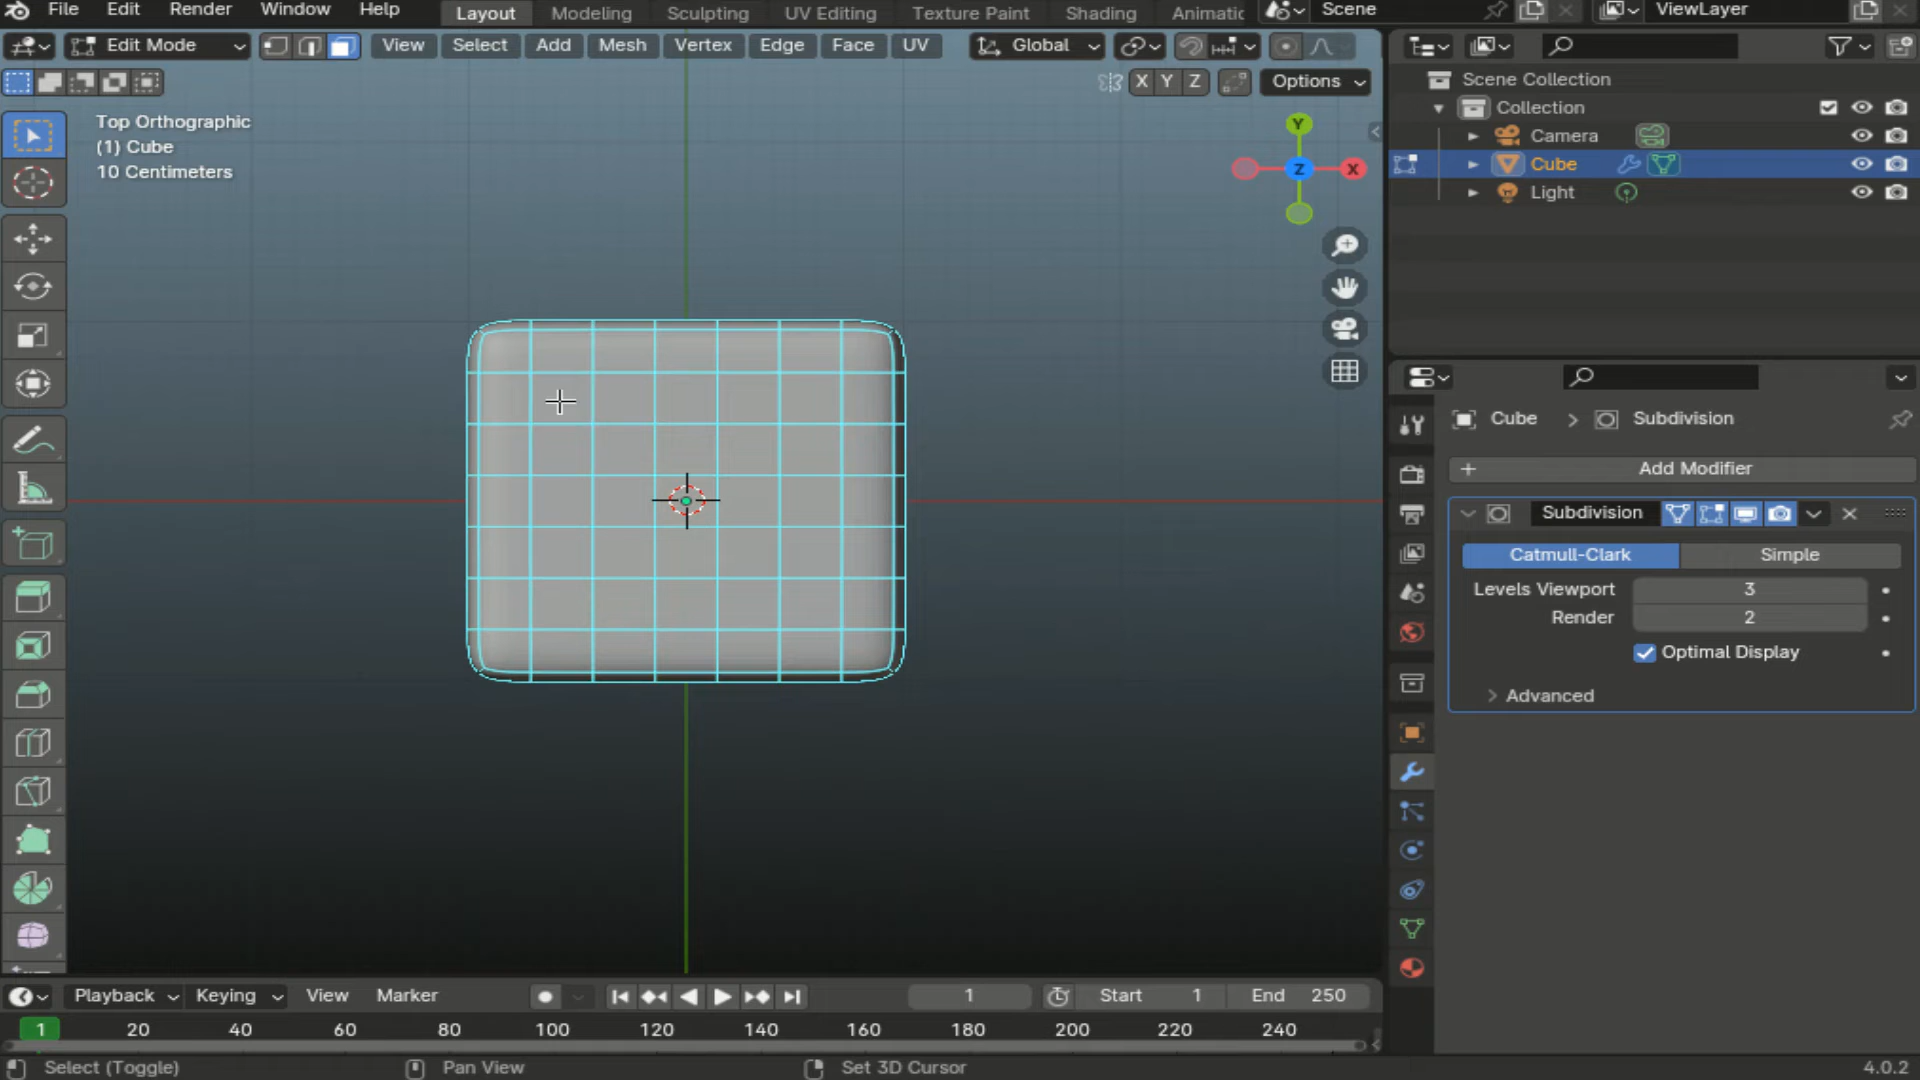 File Edit Render Window Help Layout Modeling Sculpting UV Editing Texture Paint Shading Animatic Scene ViewLayer
Edit Mode View Select Add Mesh Vertex Edge Face UV Global
X Y Z Options
Top Orthographic
(1) Cube
10 Centimeters
Y
Z
X
Scene Collection
Collection
Camera
Cube
Light
Cube > Subdivision
+ Add Modifier
Subdivision
Catmull-Clark Simple
Levels Viewport 3
Render 2
Optimal Display
Advanced
Playback Keying View Marker 1 Start 1 End 250
1 20 40 60 80 100 120 140 160 180 200 220 240
Select (Toggle) Pan View Set 3D Cursor 4.0.2